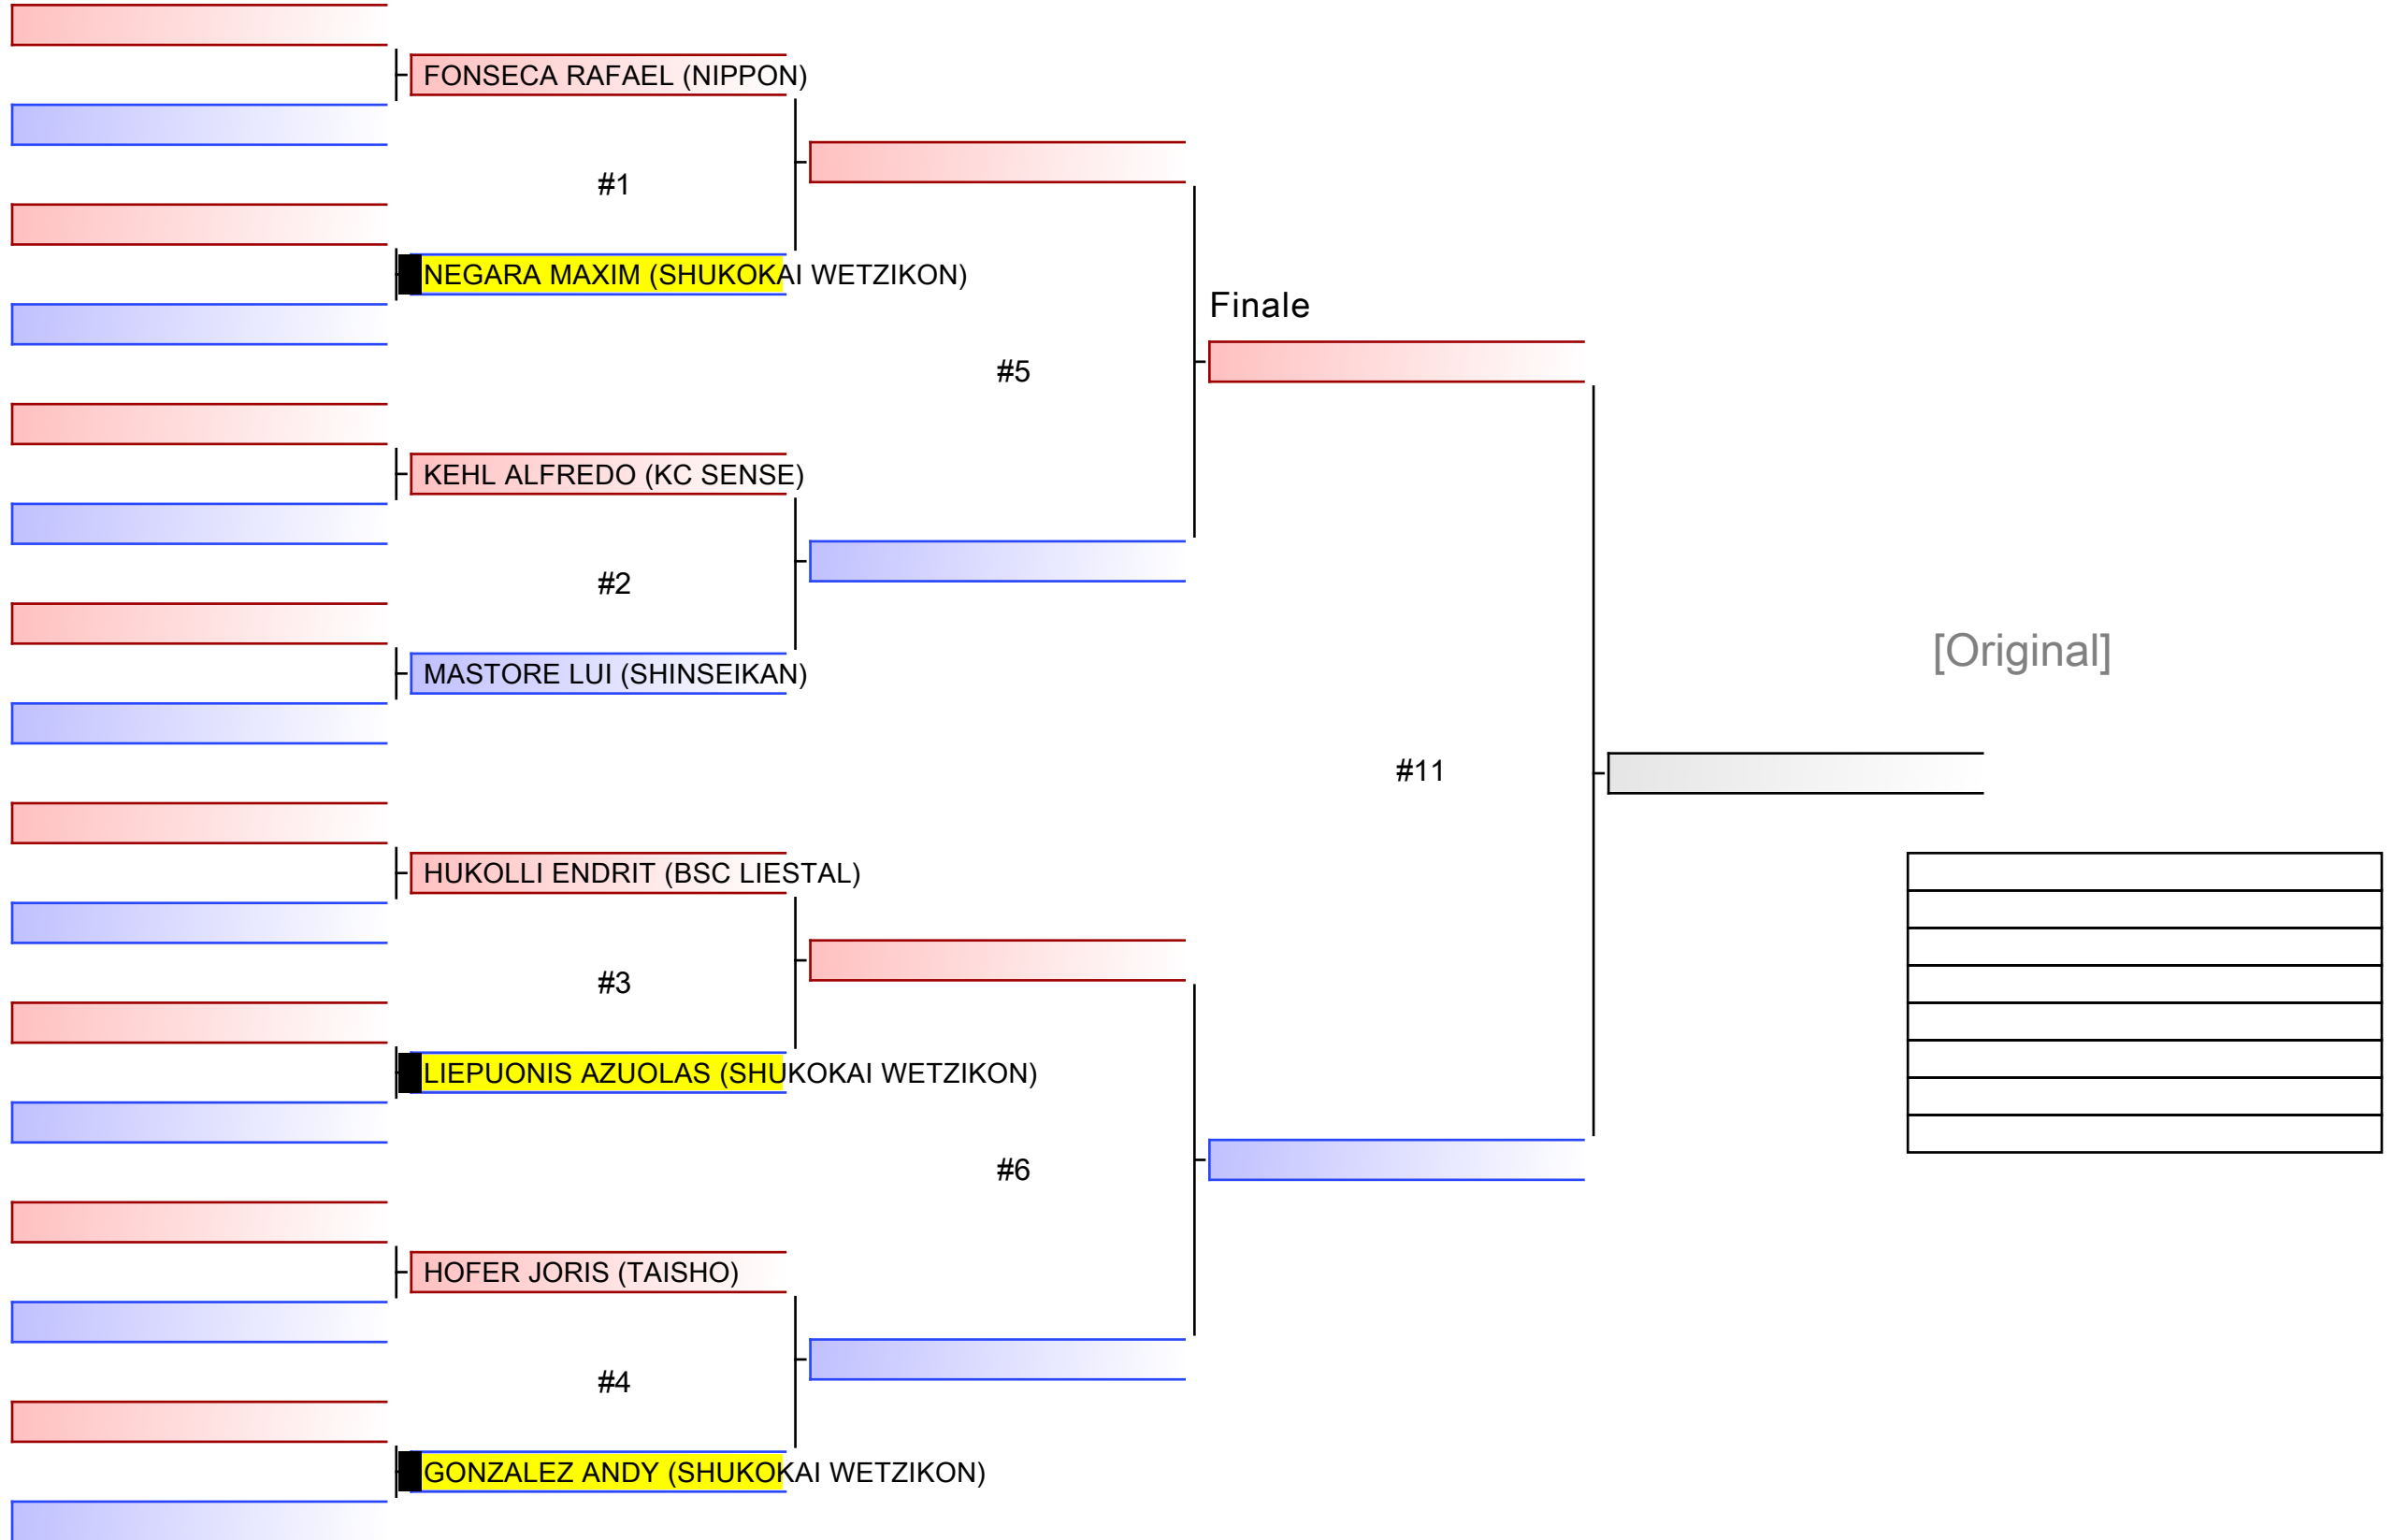 FONSECA RAFAEL (NIPPON)
#1
NEGARA MAXIM (SHUKOKAI WETZIKON)
Finale
#5
KEHL ALFREDO (KC SENSE)
#2
MASTORE LUI (SHINSEIKAN)
[Original]
#11
HUKOLLI ENDRIT (BSC LIESTAL)
#3
LIEPUONIS AZUOLAS (SHUKOKAI WETZIKON)
#6
HOFER JORIS (TAISHO)
#4
GONZALEZ ANDY (SHUKOKAI WETZIKON)